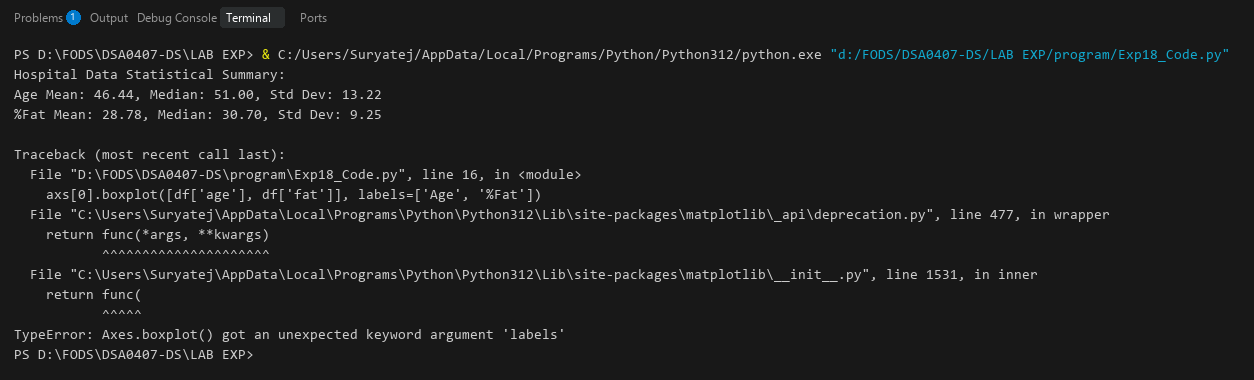 Problems 1 Output Debug Console Terminal Ports
PS D:\FODS\DSA0407-DS\LAB EXP> & C:/Users/Suryatej/AppData/Local/Programs/Python/Python312/python.exe "d:/FODS/DSA0407-DS/LAB EXP/program/Exp18_Code.py"
Hospital Data Statistical Summary:
Age Mean: 46.44, Median: 51.00, Std Dev: 13.22
%Fat Mean: 28.78, Median: 30.70, Std Dev: 9.25

Traceback (most recent call last):
  File "D:\FODS\DSA0407-DS\program\Exp18_Code.py", line 16, in <module>
    axs[0].boxplot([df['age'], df['fat']], labels=['Age', '%Fat'])
  File "C:\Users\Suryatej\AppData\Local\Programs\Python\Python312\Lib\site-packages\matplotlib\_api\deprecation.py", line 477, in wrapper
    return func(*args, **kwargs)
           ^^^^^^^^^^^^^^^^^^^^^
  File "C:\Users\Suryatej\AppData\Local\Programs\Python\Python312\Lib\site-packages\matplotlib\__init__.py", line 1531, in inner
    return func(
           ^^^^^
TypeError: Axes.boxplot() got an unexpected keyword argument 'labels'
PS D:\FODS\DSA0407-DS\LAB EXP>